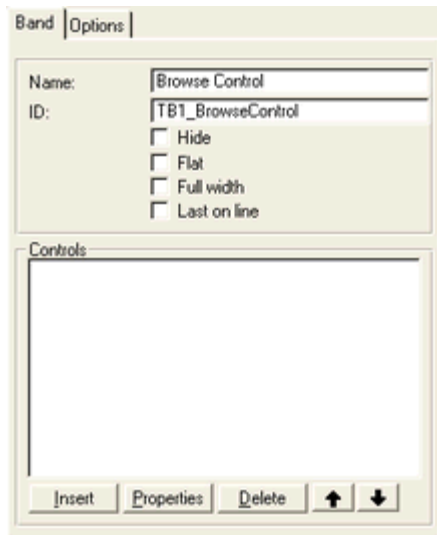 Band Options
Name: Browse Control
ID: TB1_BrowseControl
Hide
Flat
Full width
Last on line
Controls
Insert Properties Delete